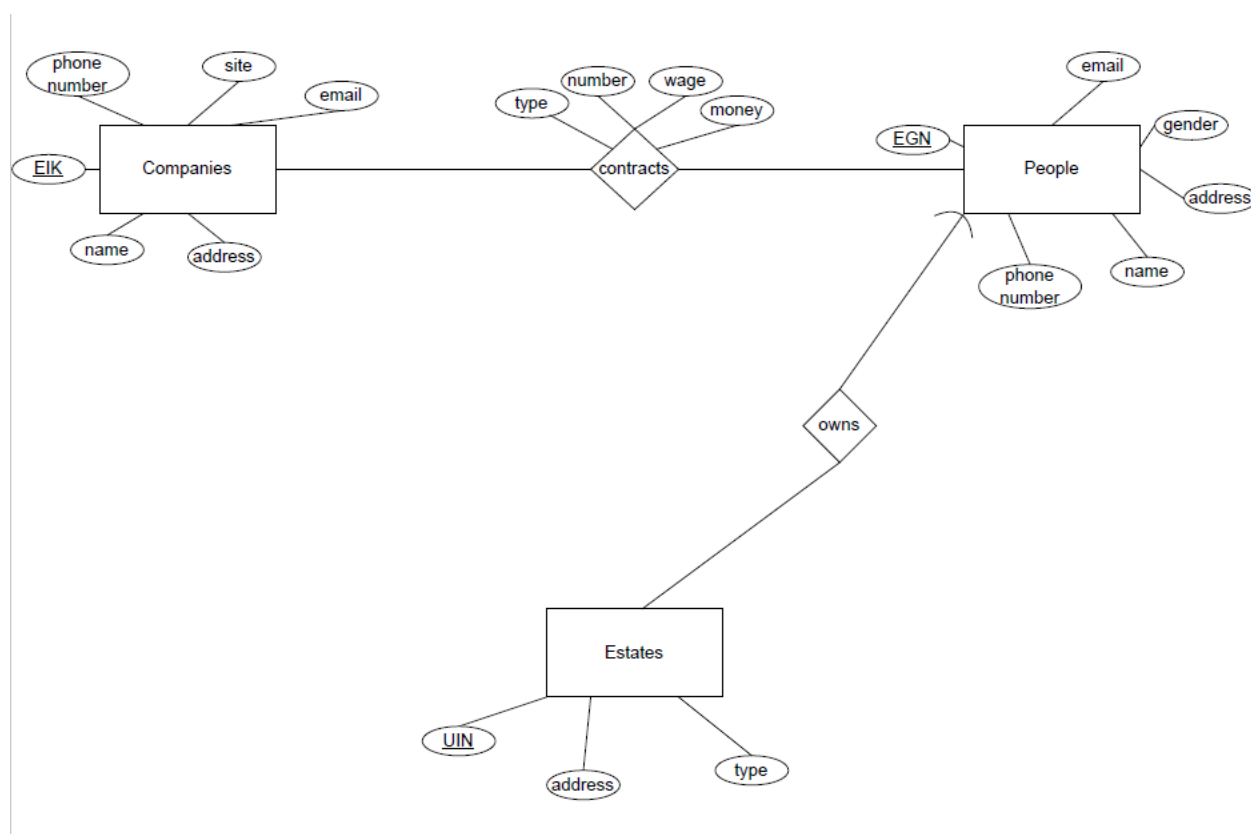 phone
number
site
email
EIK
Companies
name
address
type
number
wage
money
contracts
email
EGN
gender
People
address
phone
number
name
owns
Estates
UIN
address
type